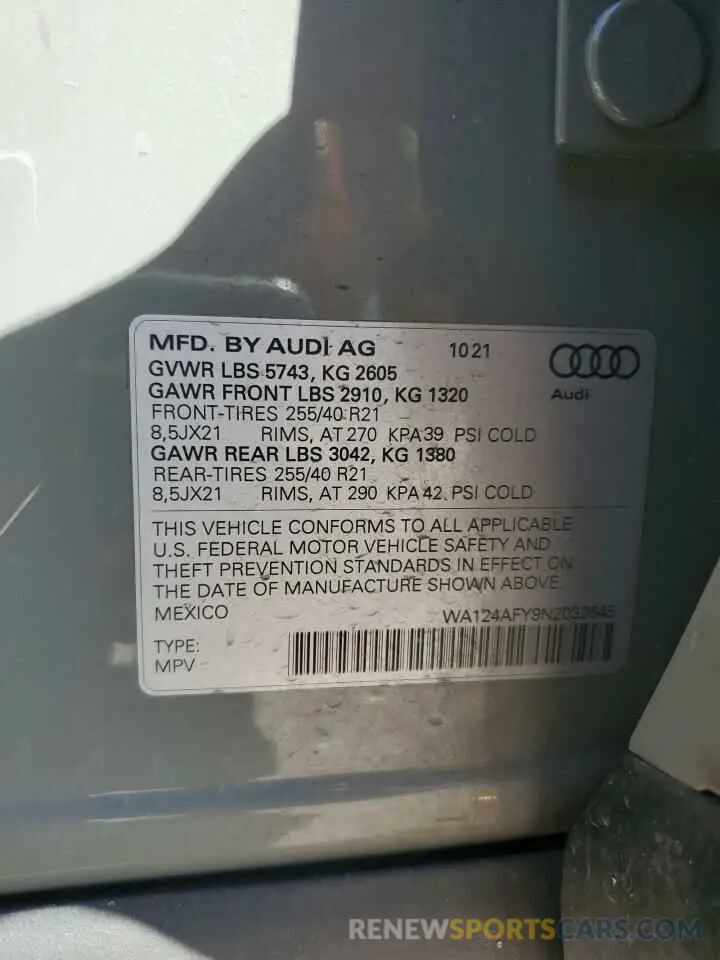 MFD. BY AUDI AG 10 21
GVWR LBS 5743, KG 2605
GAWR FRONT LBS 2910, KG 1320
Audi
FRONT-TIRES 255/40 R21
8,5JX21 RIMS, AT 270 KPA 39 PSI COLD
GAWR REAR LBS 3042, KG 1380
REAR-TIRES 255/40 R21
8,5JX21 RIMS, AT 290 KPA 42 PSI COLD
THIS VEHICLE CONFORMS TO ALL APPLICABLE
U.S. FEDERAL MOTOR VEHICLE SAFETY AND
THEFT PREVENTION STANDARDS IN EFFECT ON
THE DATE OF MANUFACTURE SHOWN ABOVE
MEXICO WA124AFY9N2032645
TYPE:
MPV
RENEWSPORTSCARS.COM